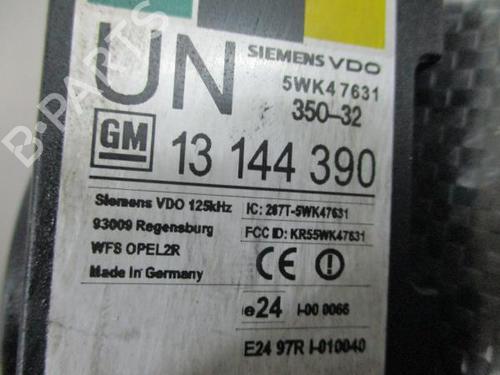 UN
SIEMENS VDO
5WK47631
350-32
GM
13 144 390
Siemens VDO 125kHz
93009 Regensburg
WFS OPEL2R
Made in Germany
IC: 267T-5WK47631
FCC ID: KR55WK47631
CE
e24 I-00 0066
E24 97R I-010040
B-PARTS